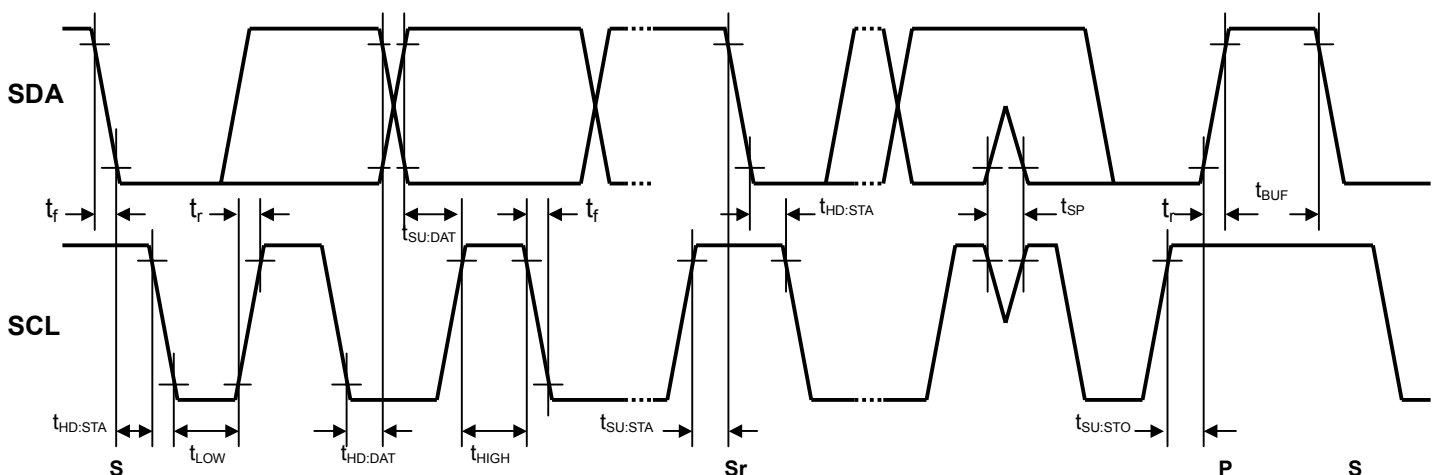 SDA
t_f t_r t_SU:DAT t_f t_HD:STA t_SP t_r t_BUF
SCL
t_HD:STA t_LOW t_HD:DAT t_HIGH t_SU:STA t_SU:STO
S Sr P S